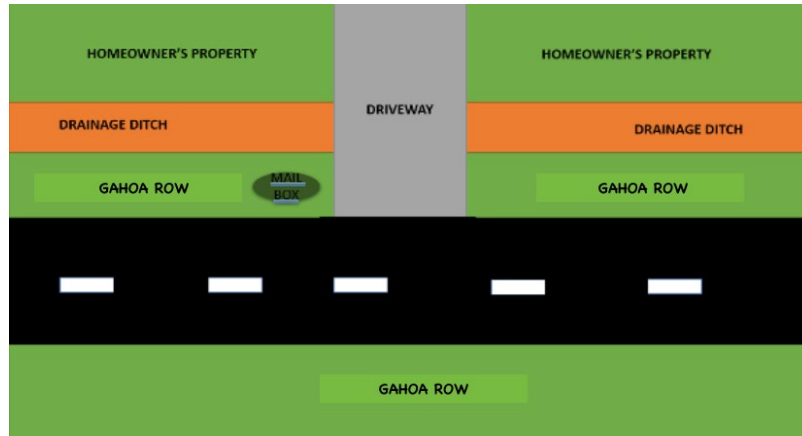 HOMEOWNER'S PROPERTY
HOMEOWNER'S PROPERTY
DRIVEWAY
DRAINAGE DITCH
DRAINAGE DITCH
GAHOA ROW
MAIL
BOX
GAHOA ROW
GAHOA ROW